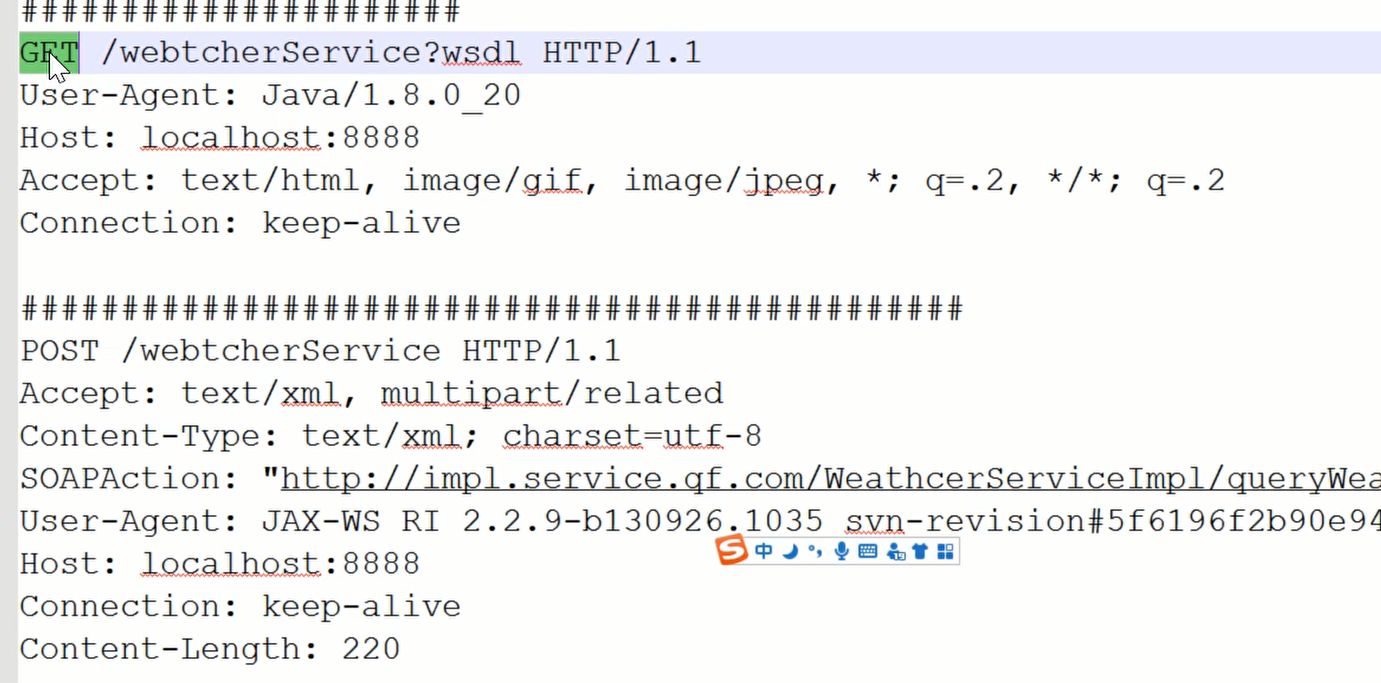 ######################
GET /webtcherService?wsdl HTTP/1.1
User-Agent: Java/1.8.0_20
Host: localhost:8888
Accept: text/html, image/gif, image/jpeg, *; q=.2, */*; q=.2
Connection: keep-alive
###############################################
POST /webtcherService HTTP/1.1
Accept: text/xml, multipart/related
Content-Type: text/xml; charset=utf-8
SOAPAction: "http://impl.service.qf.com/WeathcerServiceImpl/queryWea
User-Agent: JAX-WS RI 2.2.9-b130926.1035 svn-revision#5f6196f2b90e94
中
Host: localhost:8888
Connection: keep-alive
Content-Length: 220